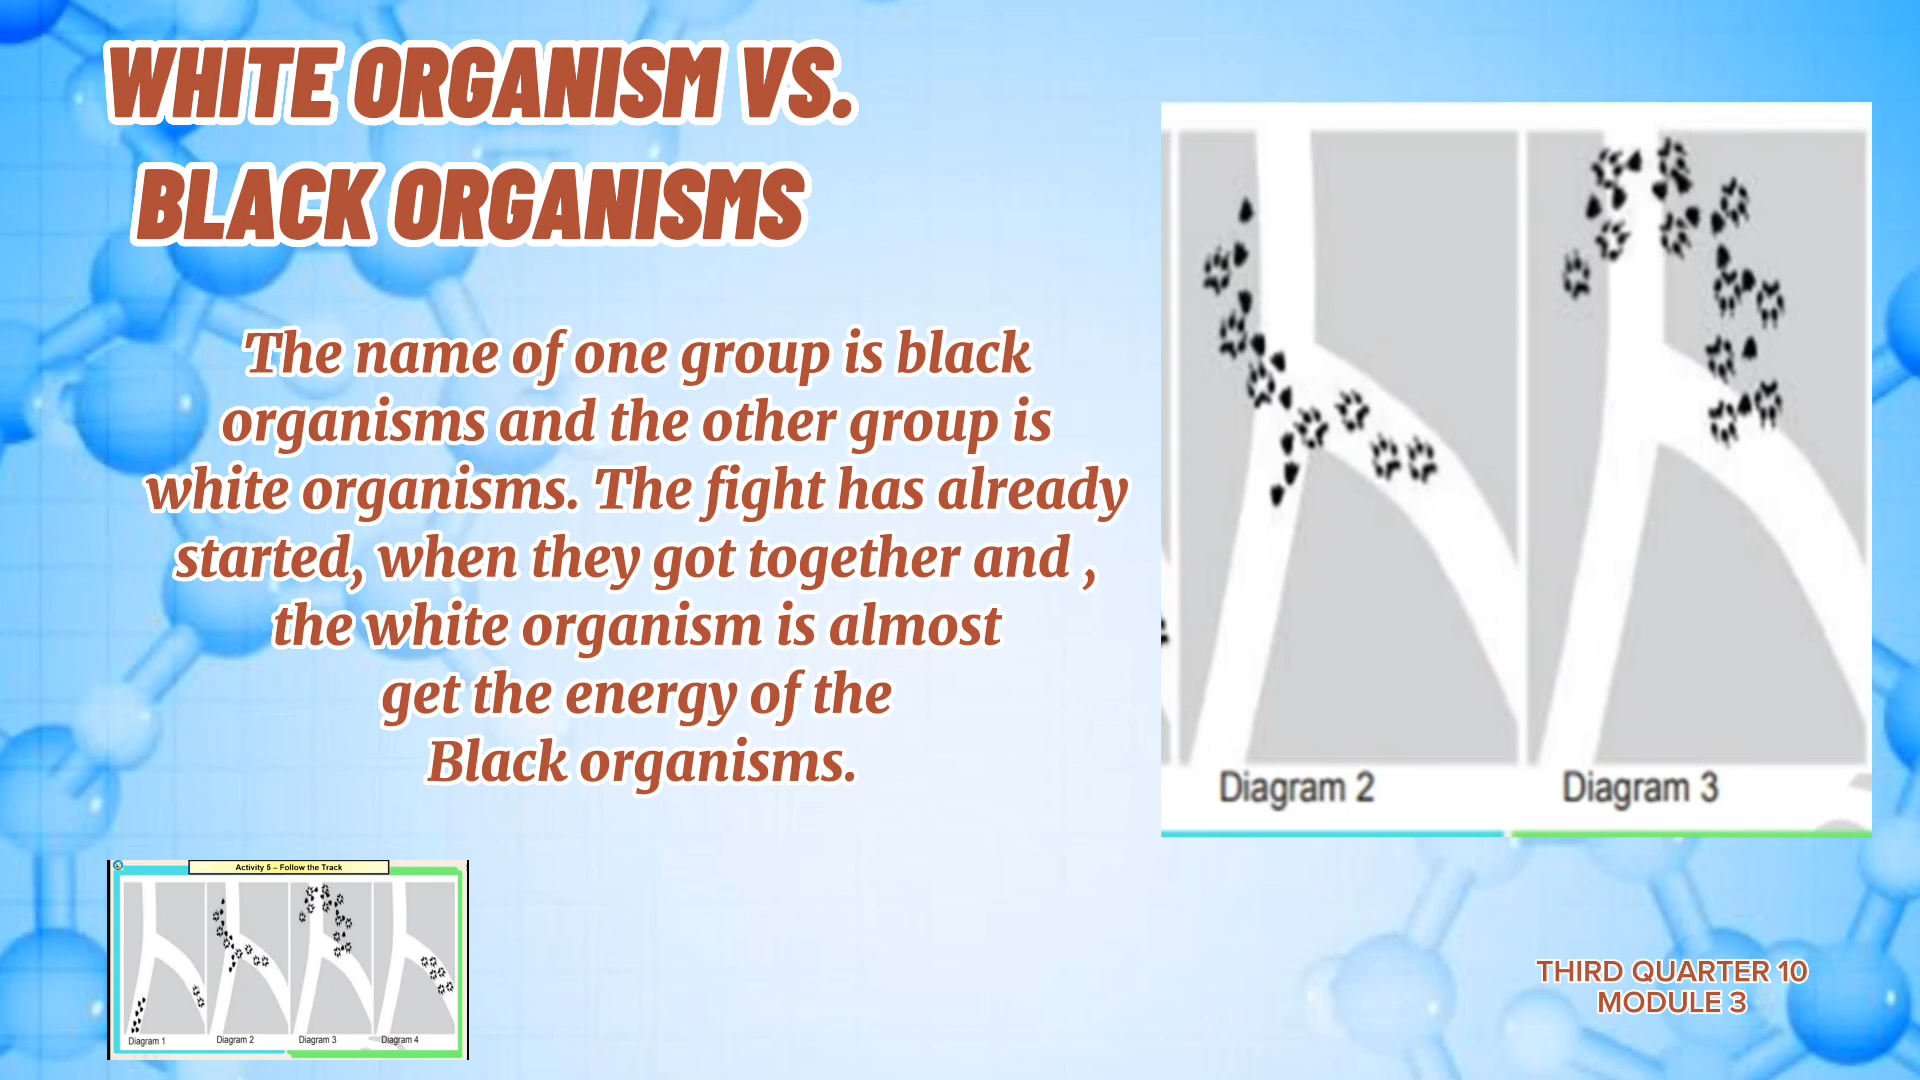 WHITE ORGANISM VS.
BLACK ORGANISMS
The name of one group is black
organisms and the other group is
white organisms. The fight has already
started, when they got together and ,
the white organism is almost
get the energy of the
Black organisms.
Diagram 2
Diagram 3
Activity 5 – Follow the Track
Diagram 1
Diagram 2
Diagram 3
Diagram 4
THIRD QUARTER 10
MODULE 3